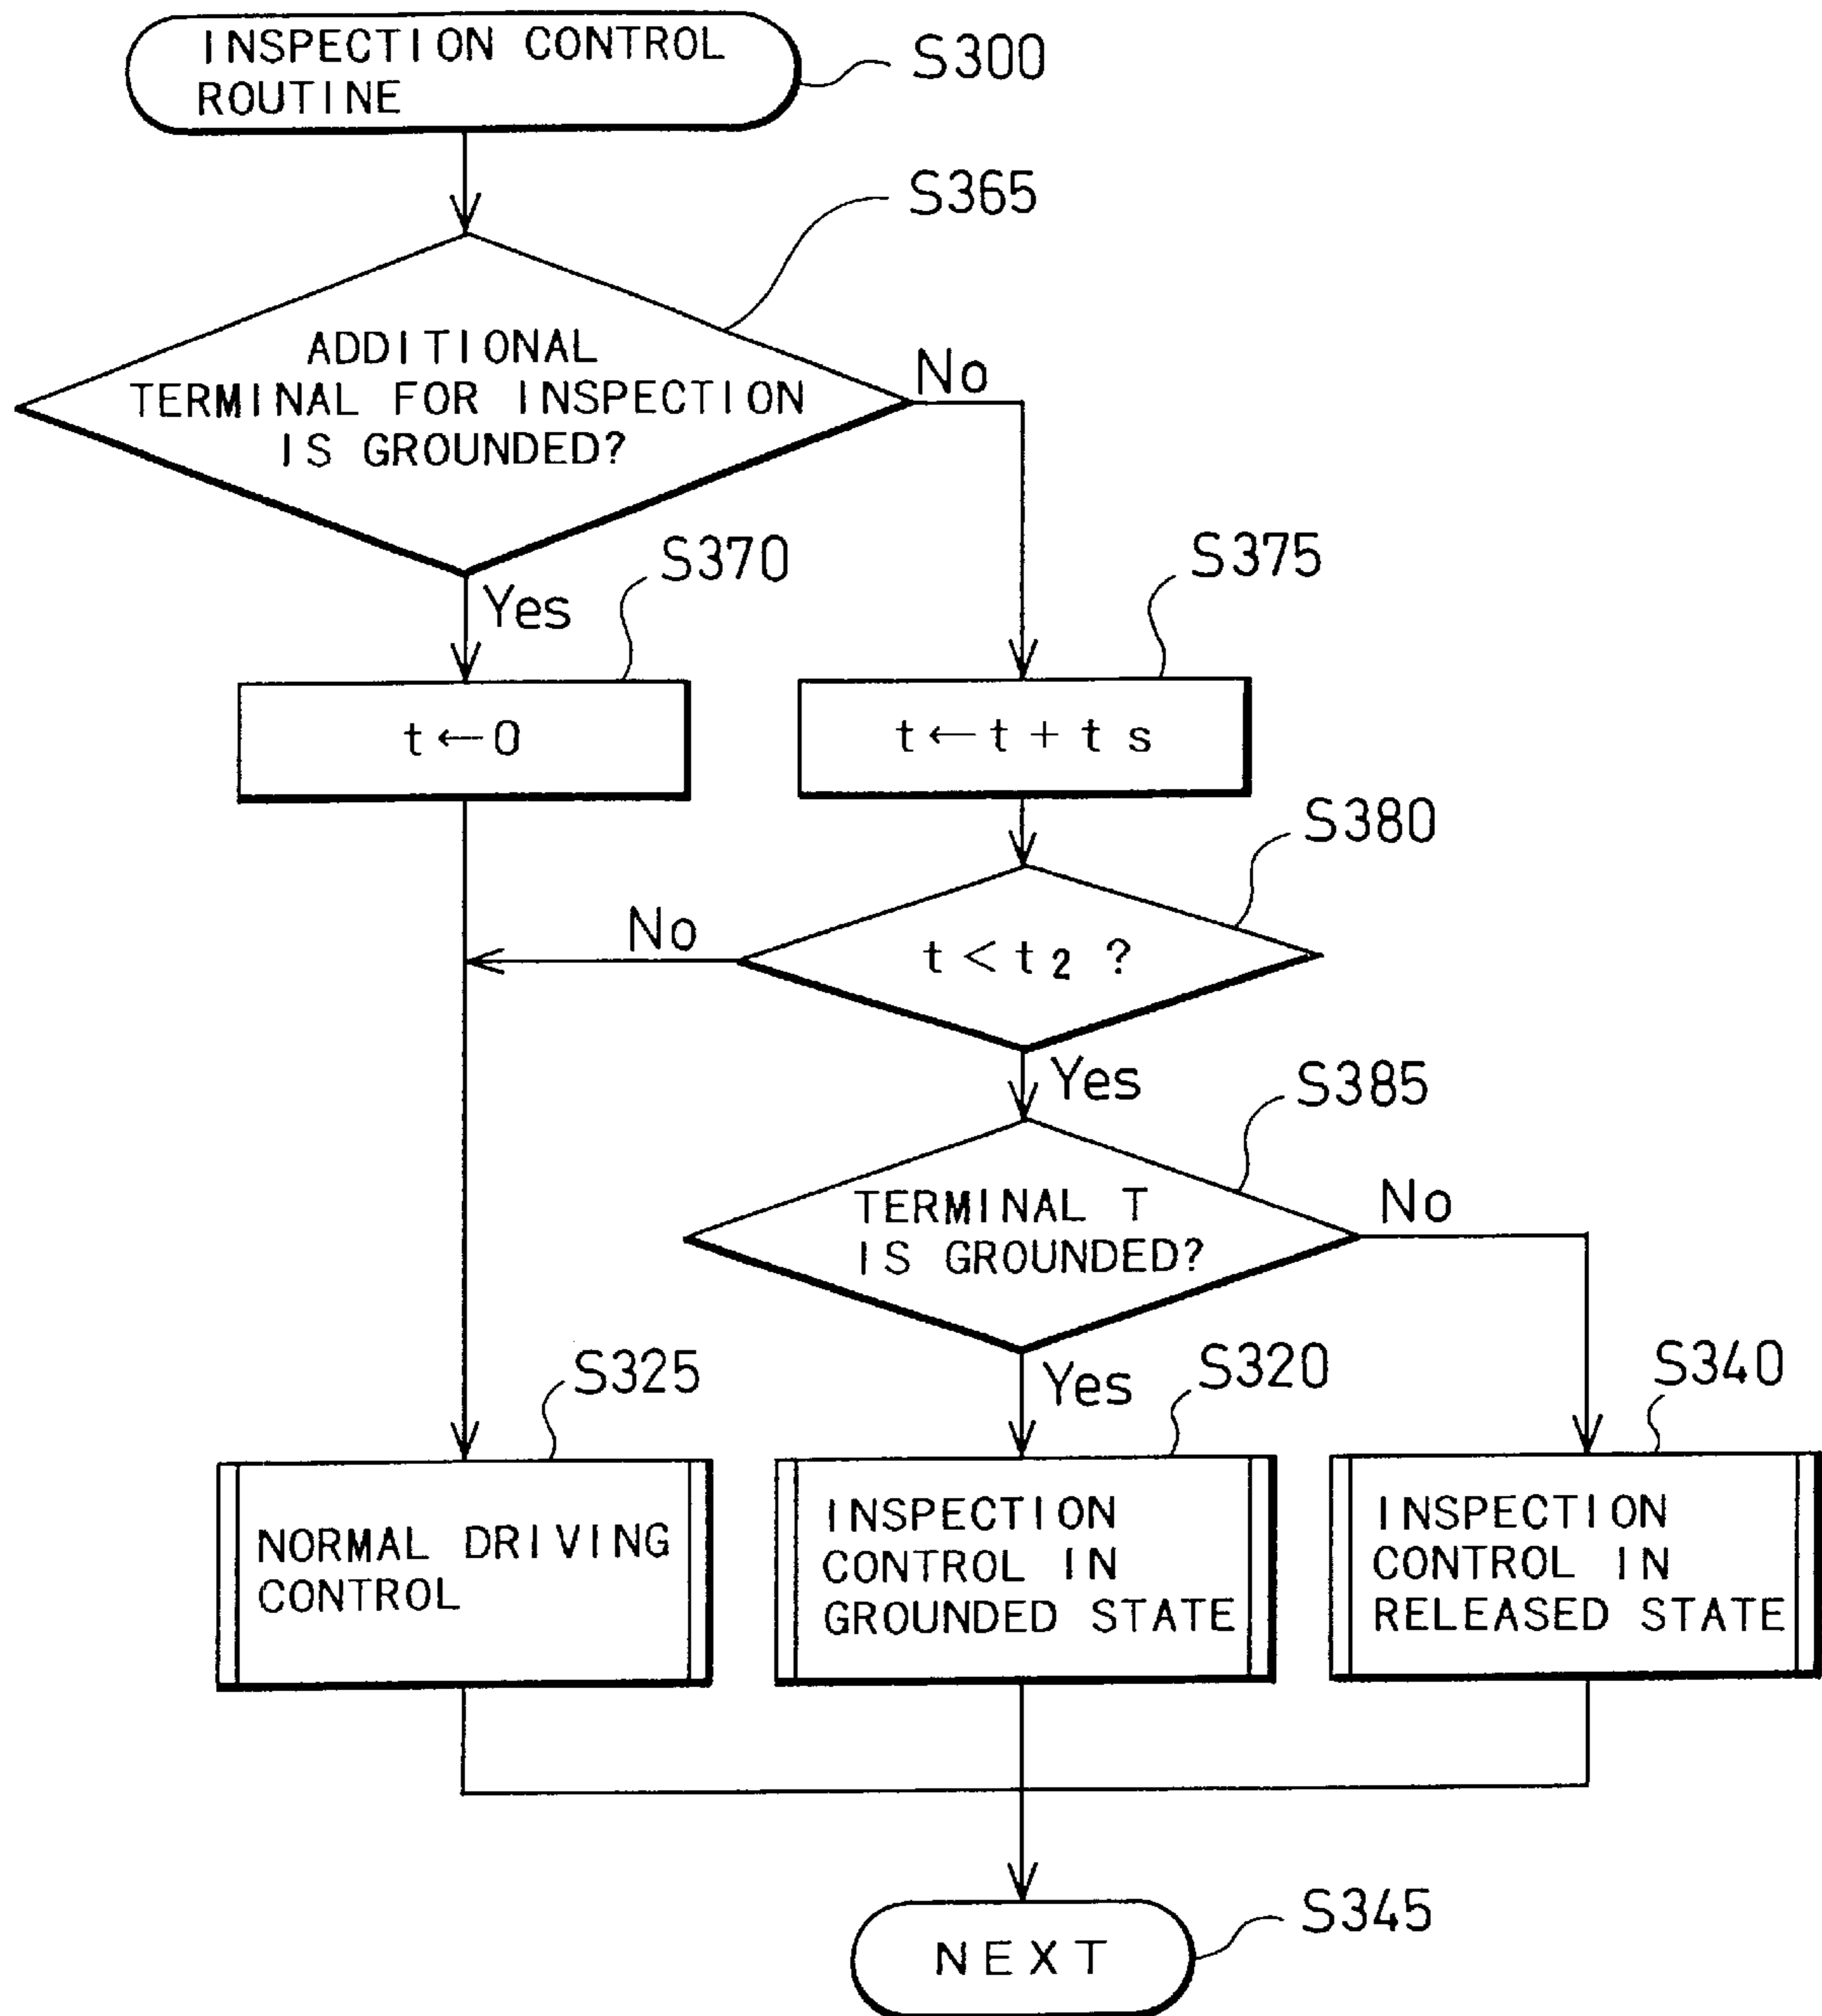 INSPECTION CONTROL
ROUTINE
S300
S365
ADDITIONAL
TERMINAL FOR INSPECTION
IS GROUNDED?
No
Yes
S370
S375
t←0
t←t+ts
S380
No
t<t2 ?
Yes
S385
TERMINAL T
IS GROUNDED?
No
Yes
S325
S320
S340
NORMAL DRIVING
CONTROL
INSPECTION
CONTROL IN
GROUNDED STATE
INSPECTION
CONTROL IN
RELEASED STATE
S345
NEXT